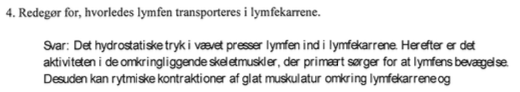 4. Redegør for, hvorledes lymfen transporteres i lymfekarrene.
Svar: Det hydrostatiske tryk i vævet presser lymfen ind i lymfekarrene. Herefter er det
aktiviteten i de omkringliggende skeletmuskler, der primært sørger for at lymfens bevægelse.
Desuden kan rytmiske kontraktioner af glat muskulatur omkring lymfekarrene og